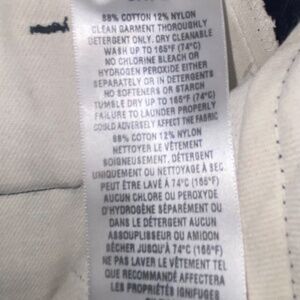 88% COTTON 12% NYLON
CLEAN GARMENT THOROUGHLY
DETERGENT ONLY. DRY CLEANABLE
WASH UP TO 165°F (74°C)
NO CHLORINE BLEACH OR
HYDROGEN PEROXIDE EITHER
SEPARATELY OR IN DETERGENTS
NO SOFTENERS OR STARCH
TUMBLE DRY UP TO 165°F (74°C)
FAILURE TO LAUNDER PROPERLY
COULD ADVERSELY AFFECT THE FABRIC
88% COTTON 12% NYLON
NETTOYER LE VÊTEMENT
SOIGNEUSEMENT, DÉTERGENT
UNIQUEMENT OU NETTOYAGE À SEC.
PEUT ÊTRE LAVÉ À 74°C (165°F)
AUCUN CHLORE OU PEROXYDE
D'HYDROGÈNE SÉPARÉMENT OU
DANS LE DÉTERGENT AUCUN
ASSOUPLISSEUR OU AMIDON
SÉCHER JUSQU'À 74°C (165°F)
NE PAS LAVER LE VÊTEMENT TEL
QUE RECOMMANDÉ AFFECTERA
LES PROPRIÉTÉS IGNIFUGES